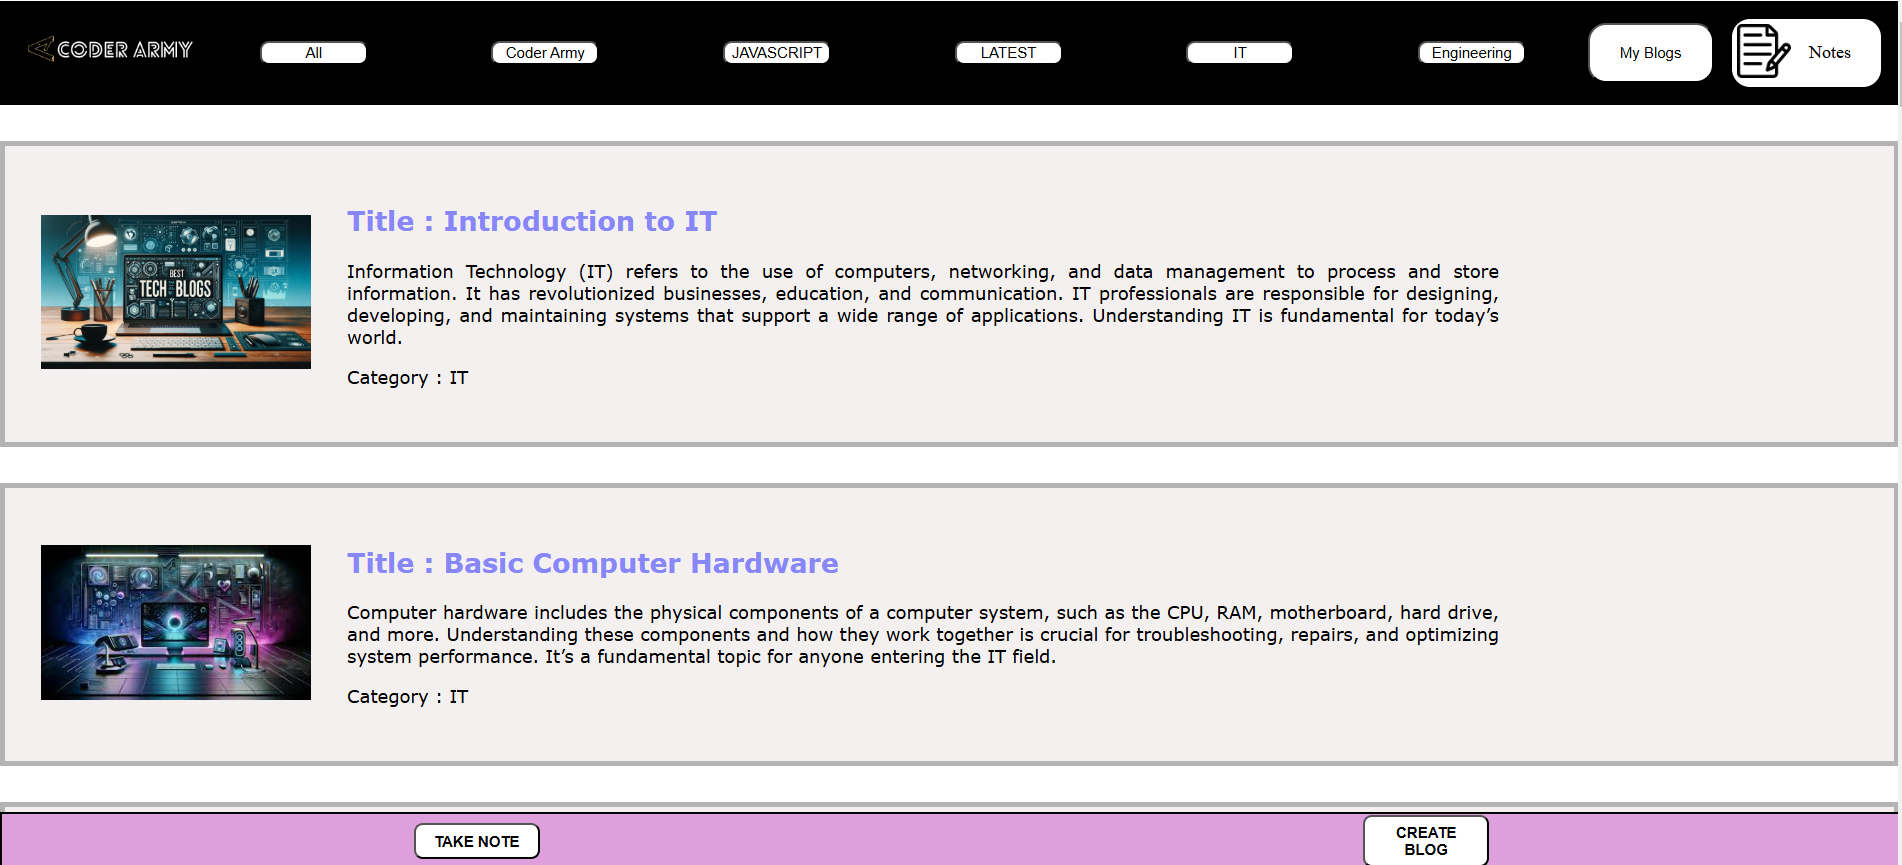 CODER ARMY
All
Coder Army
JAVASCRIPT
LATEST
IT
Engineering
My Blogs
Notes
BEST
TECH BLOGS
Title : Introduction to IT
Information Technology (IT) refers to the use of computers, networking, and data management to process and store
information. It has revolutionized businesses, education, and communication. IT professionals are responsible for designing,
developing, and maintaining systems that support a wide range of applications. Understanding IT is fundamental for today’s
world.
Category : IT
Title : Basic Computer Hardware
Computer hardware includes the physical components of a computer system, such as the CPU, RAM, motherboard, hard drive,
and more. Understanding these components and how they work together is crucial for troubleshooting, repairs, and optimizing
system performance. It’s a fundamental topic for anyone entering the IT field.
Category : IT
TAKE NOTE
CREATE
BLOG